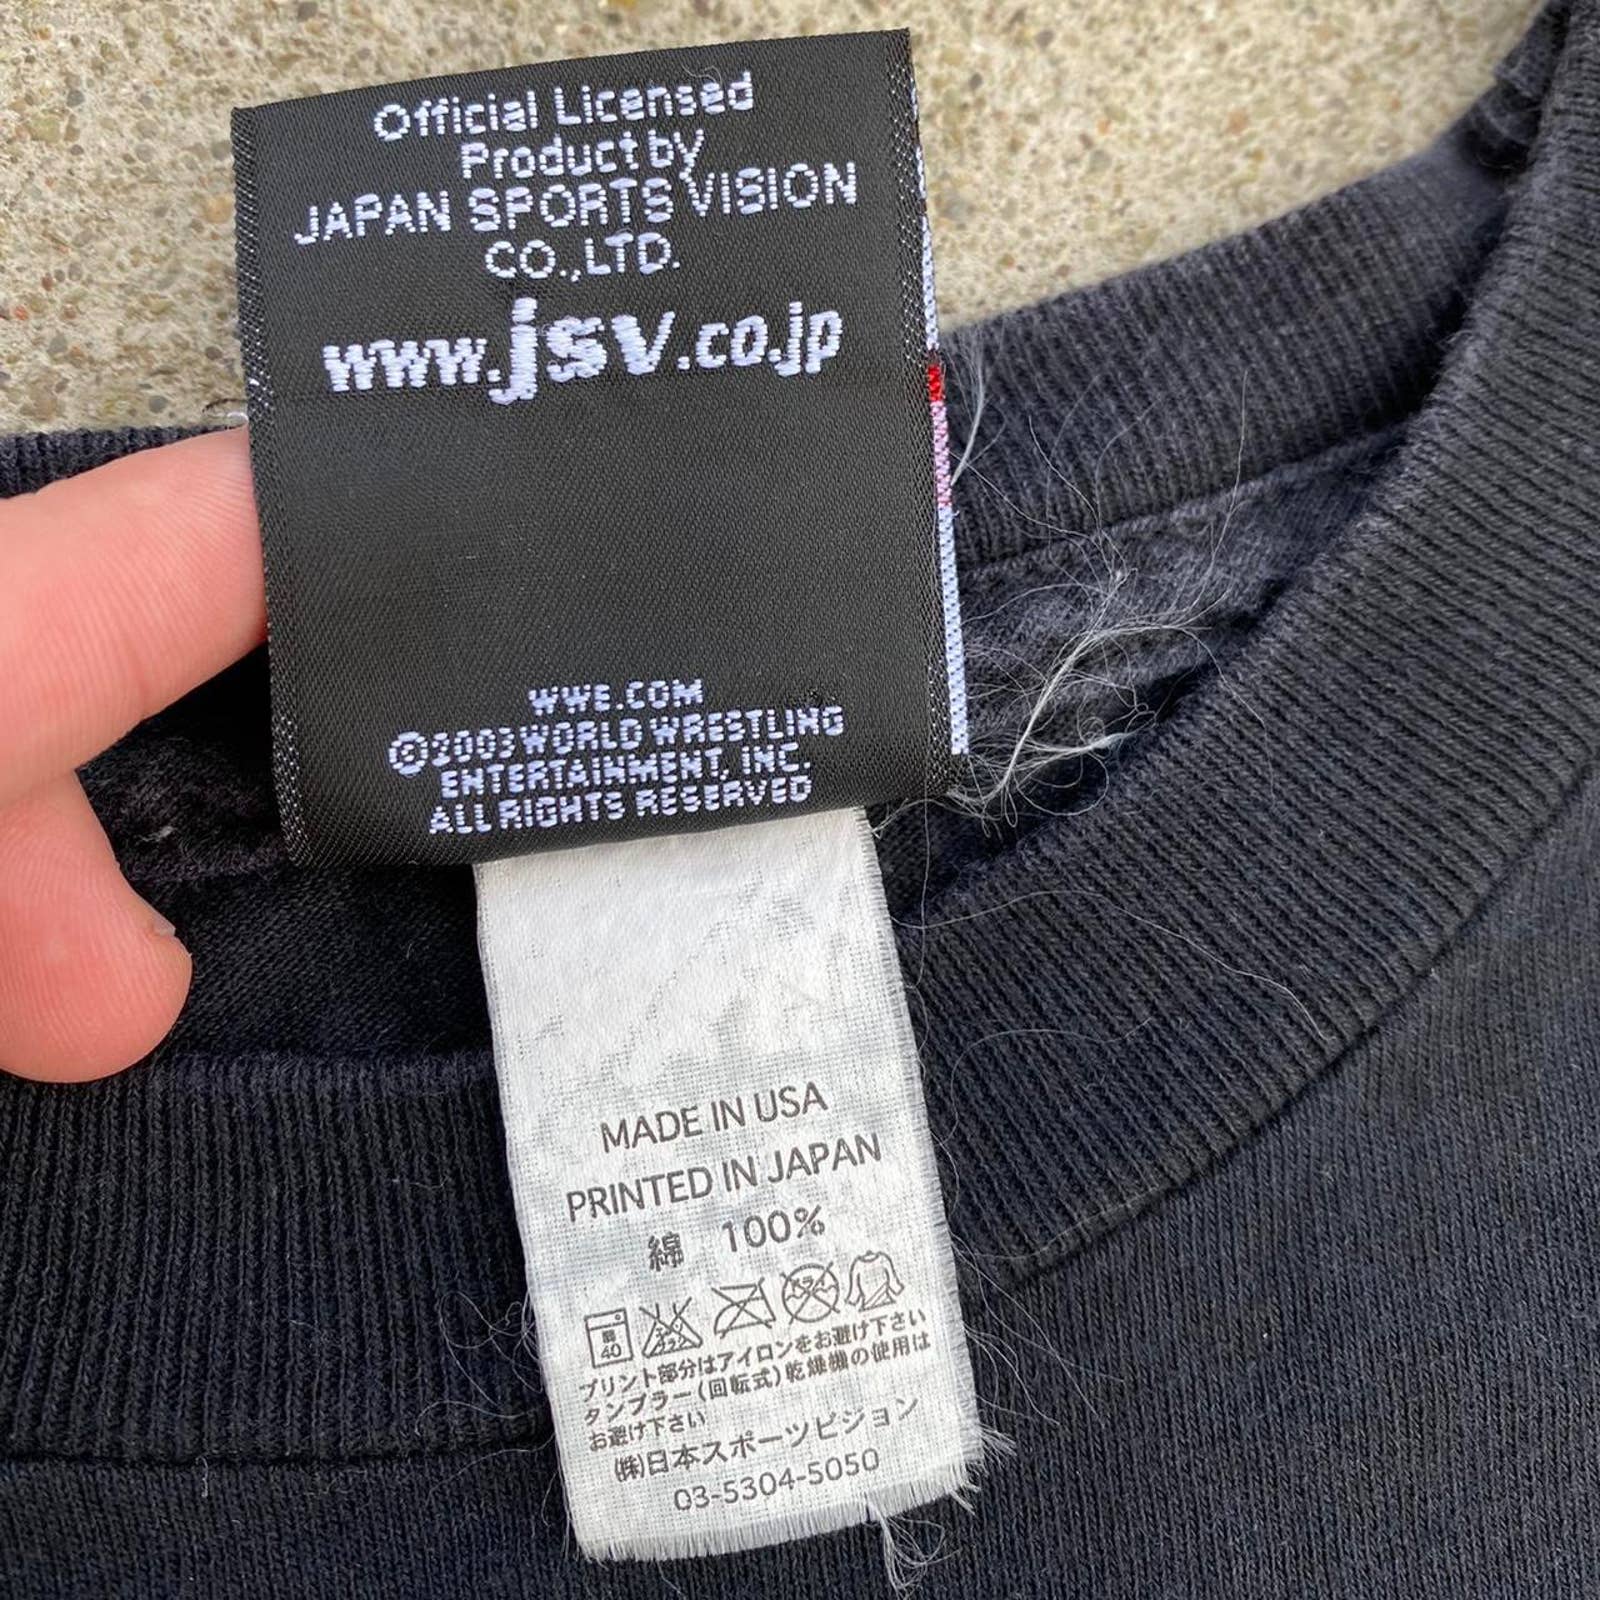 Official Licensed
Product by
JAPAN SPORTS VISION
CO.,LTD.
www.jsv.co.jp
WWE.COM
©2003 WORLD WRESTLING
ENTERTAINMENT, INC.
ALL RIGHTS RESERVED
MADE IN USA
PRINTED IN JAPAN
綿 100%
40
プリント部分はアイロンをお避け下さい
タンブラー(回転式)乾燥機の使用は
お避け下さい
(株)日本スポーツビジョン
03-5304-5050